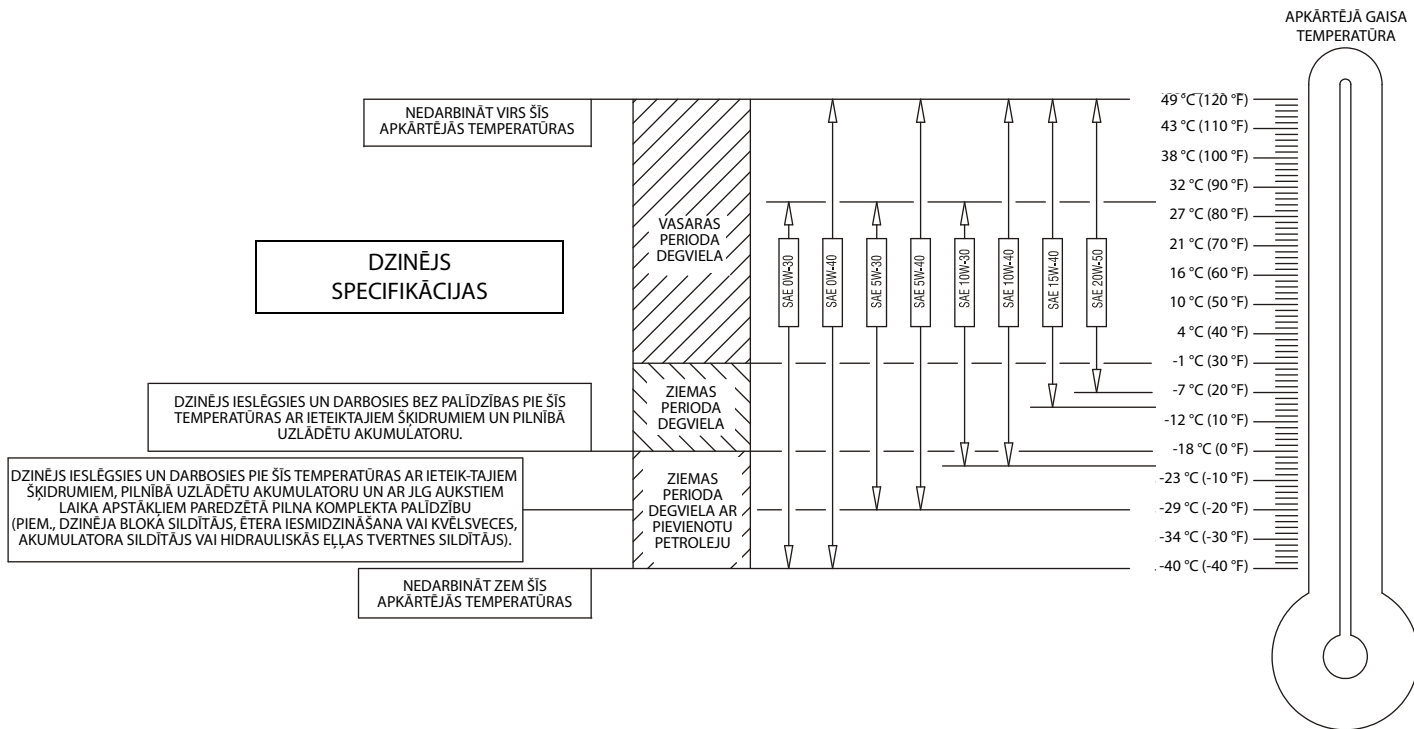 APKĀRTĒJĀ GAISA
TEMPERATŪRA
NEDARBINĀT VIRS ŠĪS
APKĀRTĒJĀS TEMPERATŪRAS
DZINĒJS
SPECIFIKĀCIJAS
DZINĒJS IESLĒGSIES UN DARBOSIES BEZ PALĪDZĪBAS PIE ŠĪS
TEMPERATŪRAS AR IETEIKTAJIEM ŠĶIDRUMIEM UN PILNĪBĀ
UZLĀDĒTU AKUMULATORU.
DZINĒJS IESLĒGSIES UN DARBOSIES PIE ŠĪS TEMPERATŪRAS AR IETEIK-TAJIEM
ŠĶIDRUMIEM, PILNĪBĀ UZLĀDĒTU AKUMULATORU UN AR JLG AUKSTIEM
LAIKA APSTĀKĻIEM PAREDZĒTĀ PILNA KOMPLEKTA PALĪDZĪBU
(PIEM., DZINĒJA BLOKA SILDĪTĀJS, ĒTERA IESMIDZINĀŠANA VAI KVĒLSVECES,
AKUMULATORA SILDĪTĀJS VAI HIDRAULISKĀS EĻĻAS TVERTNES SILDĪTĀJS).
NEDARBINĀT ZEM ŠĪS
APKĀRTĒJĀS TEMPERATŪRAS
VASARAS
PERIODA
DEGVIELA
ZIEMAS
PERIODA
DEGVIELA
ZIEMAS
PERIODA
DEGVIELA AR
PIEVIENOTU
PETROLEJU
SAE 0W-30
SAE 0W-40
SAE 5W-30
SAE 5W-40
SAE 10W-30
SAE 10W-40
SAE 15W-40
SAE 20W-50
49 °C (120 °F)
43 °C (110 °F)
38 °C (100 °F)
32 °C (90 °F)
27 °C (80 °F)
21 °C (70 °F)
16 °C (60 °F)
10 °C (50 °F)
4 °C (40 °F)
-1 °C (30 °F)
-7 °C (20 °F)
-12 °C (10 °F)
-18 °C (0 °F)
-23 °C (-10 °F)
-29 °C (-20 °F)
-34 °C (-30 °F)
-40 °C (-40 °F)